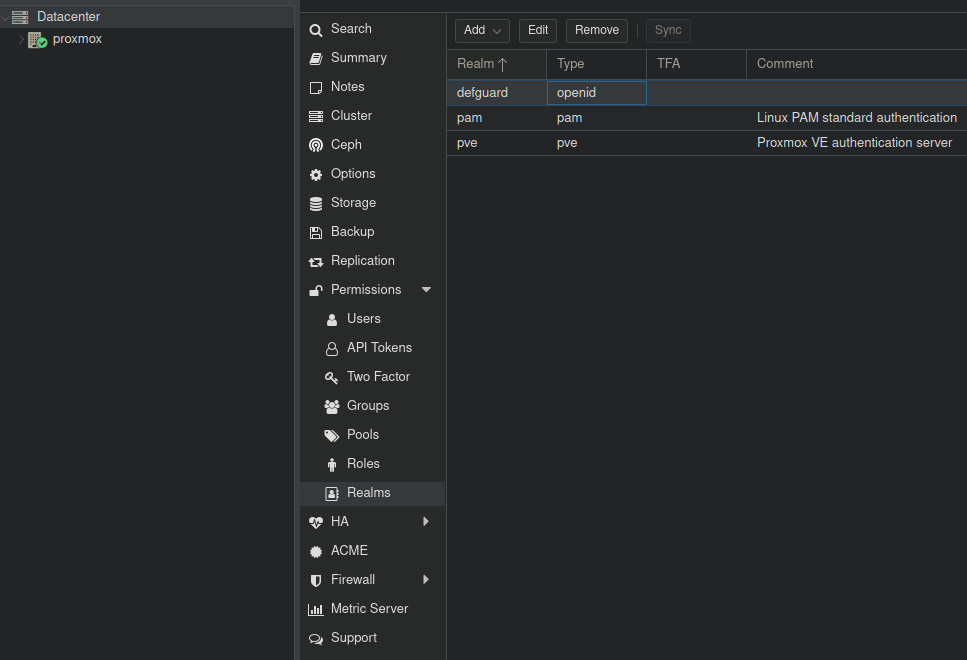 Datacenter
proxmox
Search
Summary
Notes
Cluster
Ceph
Options
Storage
Backup
Replication
Permissions
Users
API Tokens
Two Factor
Groups
Pools
Roles
Realms
HA
ACME
Firewall
Metric Server
Support
Add Edit Remove Sync
Realm Type TFA Comment
defguard openid
pam pam Linux PAM standard authentication
pve pve Proxmox VE authentication server